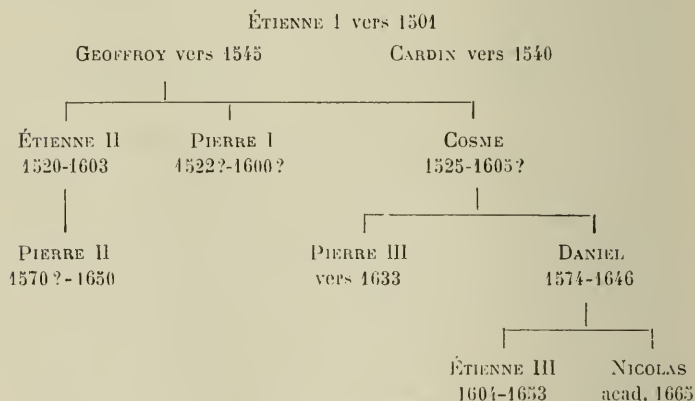 ÉTIENNE I vers 1501
GEOFFROY vers 1545 CARDIN vers 1540
ÉTIENNE II PIERRE I COSME
1520-1603 1522?-1600? 1525-1605?
PIERRE II PIERRE III DANIEL
1570?-1650 vers 1633 1574-1646
ÉTIENNE III NICOLAS
1604-1653 acad. 1665